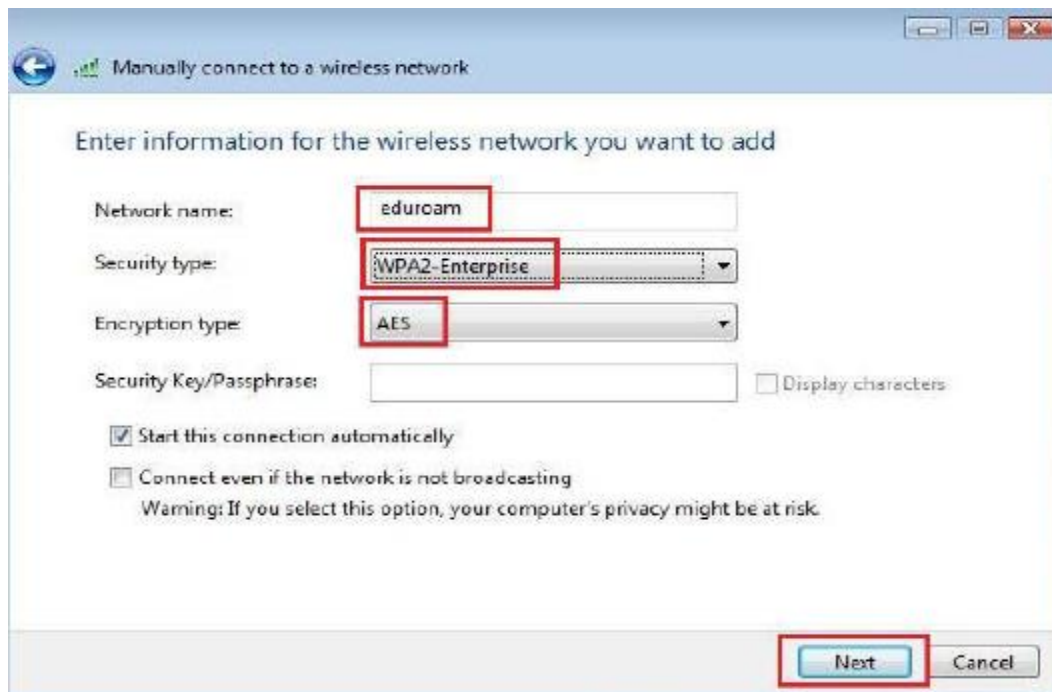 Manually connect to a wireless network
Enter information for the wireless network you want to add
Network name: eduroam
Security type: WPA2-Enterprise
Encryption type: AES
Security Key/Passphrase: Display characters
Start this connection automatically
Connect even if the network is not broadcasting
Warning: If you select this option, your computer's privacy might be at risk.
Next Cancel